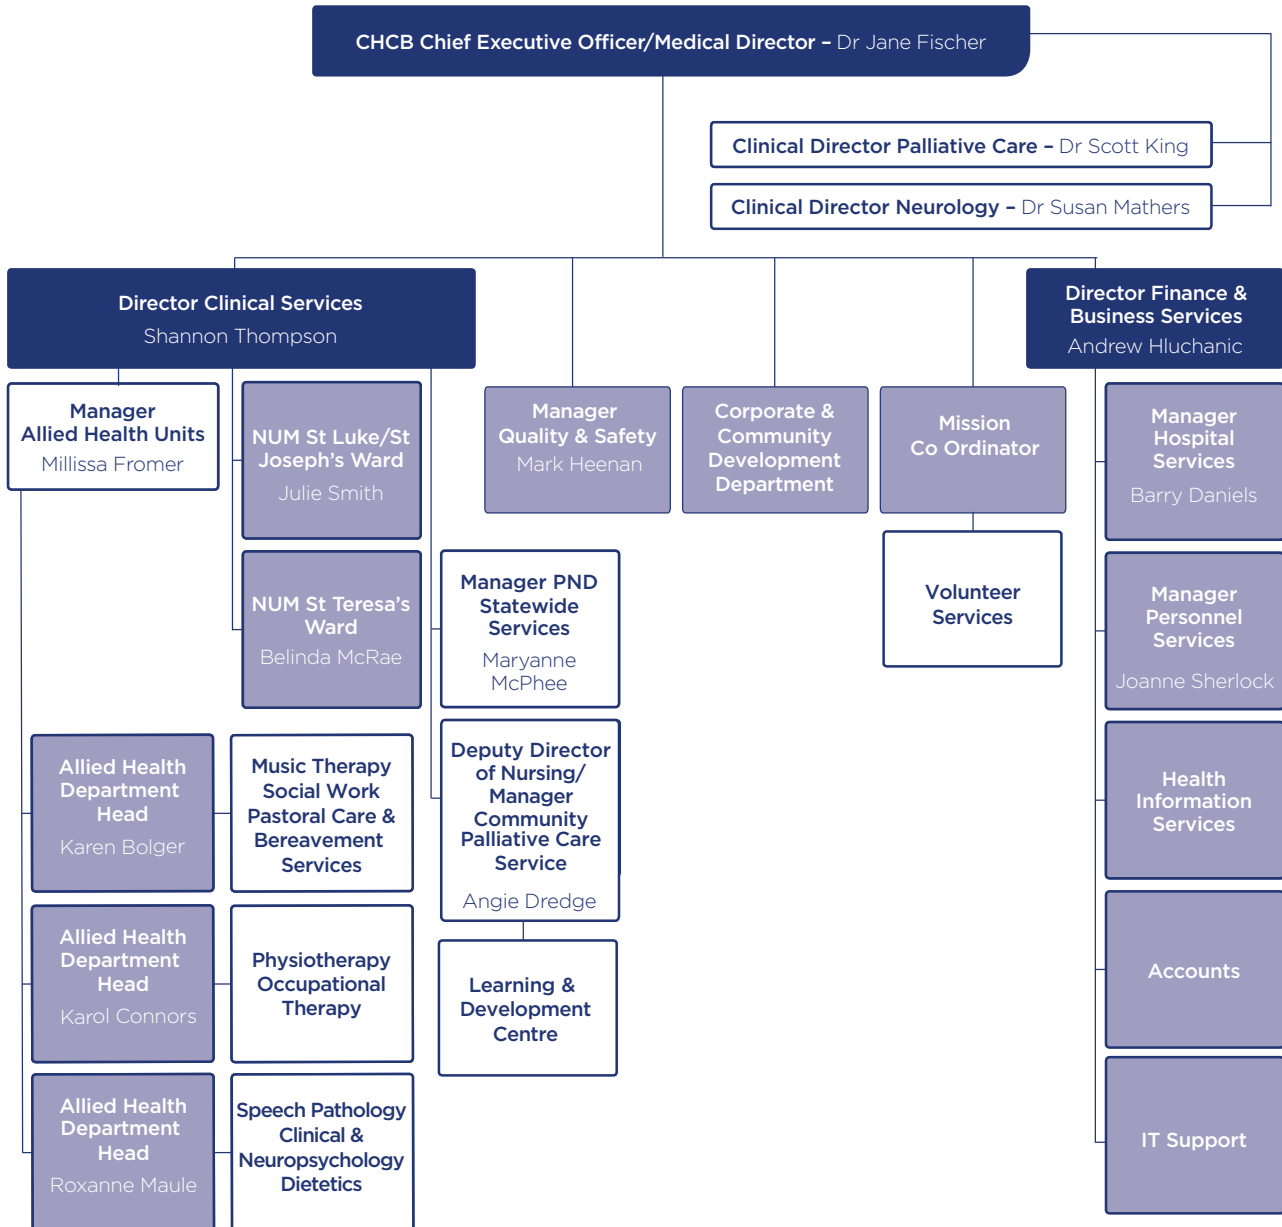 CHCB Chief Executive Officer/Medical Director – Dr Jane Fischer
Clinical Director Palliative Care – Dr Scott King
Clinical Director Neurology – Dr Susan Mathers
Director Clinical Services
Shannon Thompson
Director Finance &
Business Services
Andrew Hluchanic
Manager
Allied Health Units
Millissa Fromer
NUM St Luke/St
Joseph's Ward
Julie Smith
Manager
Quality & Safety
Mark Heenan
Corporate &
Community
Development
Department
Mission
Co Ordinator
Manager
Hospital
Services
Barry Daniels
NUM St Teresa's
Ward
Belinda McRae
Manager PND
Statewide
Services
Maryanne
McPhee
Volunteer
Services
Manager
Personnel
Services
Joanne Sherlock
Allied Health
Department
Head
Karen Bolger
Music Therapy
Social Work
Pastoral Care &
Bereavement
Services
Deputy Director
of Nursing/
Manager
Community
Palliative Care
Service
Angie Dredge
Health
Information
Services
Allied Health
Department
Head
Karol Connors
Physiotherapy
Occupational
Therapy
Learning &
Development
Centre
Accounts
Allied Health
Department
Head
Roxanne Maule
Speech Pathology
Clinical &
Neuropsychology
Dietetics
IT Support